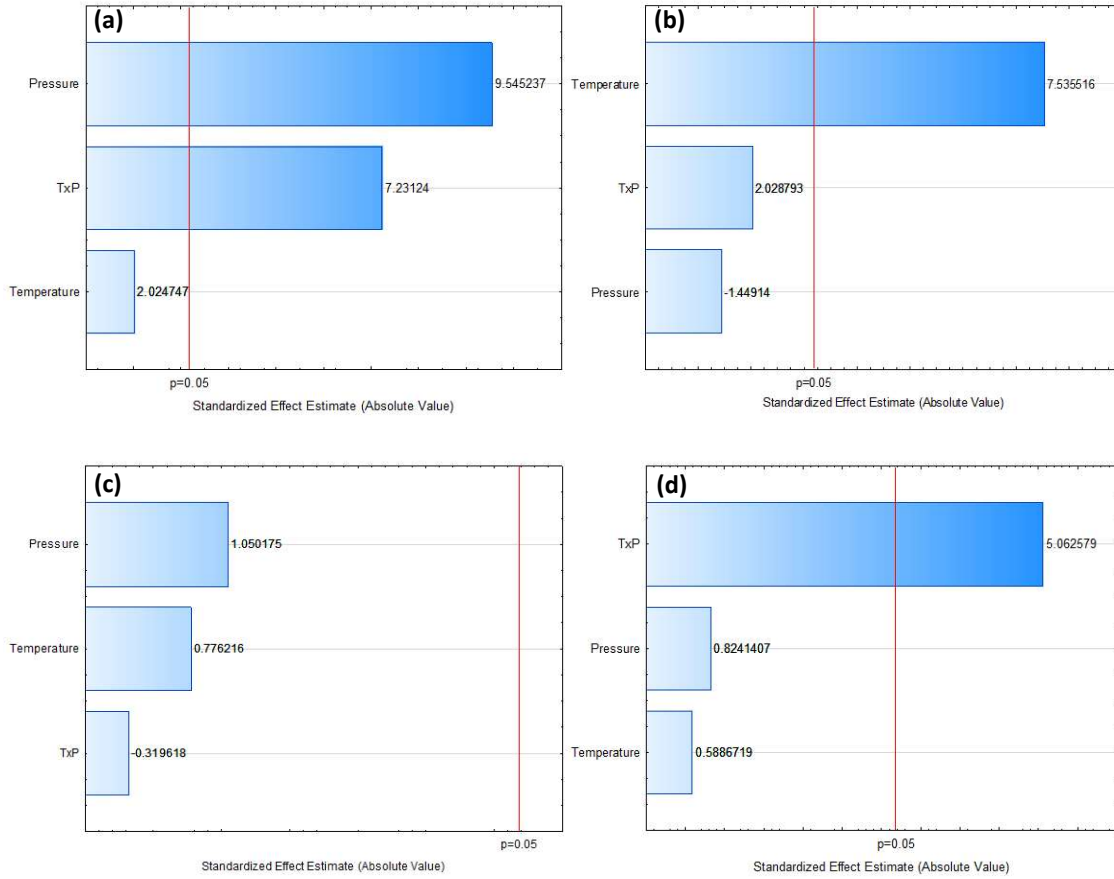 (a)
Pressure
9.545237
TxP
7.23124
Temperature
2.024747
p=0.05
Standardized Effect Estimate (Absolute Value)
(b)
Temperature
7.535516
TxP
2.028793
Pressure
-1.44914
p=0.05
Standardized Effect Estimate (Absolute Value)
(c)
Pressure
1.050175
Temperature
0.776216
TxP
-0.319618
p=0.05
Standardized Effect Estimate (Absolute Value)
(d)
TxP
5.062579
Pressure
0.8241407
Temperature
0.5886719
p=0.05
Standardized Effect Estimate (Absolute Value)